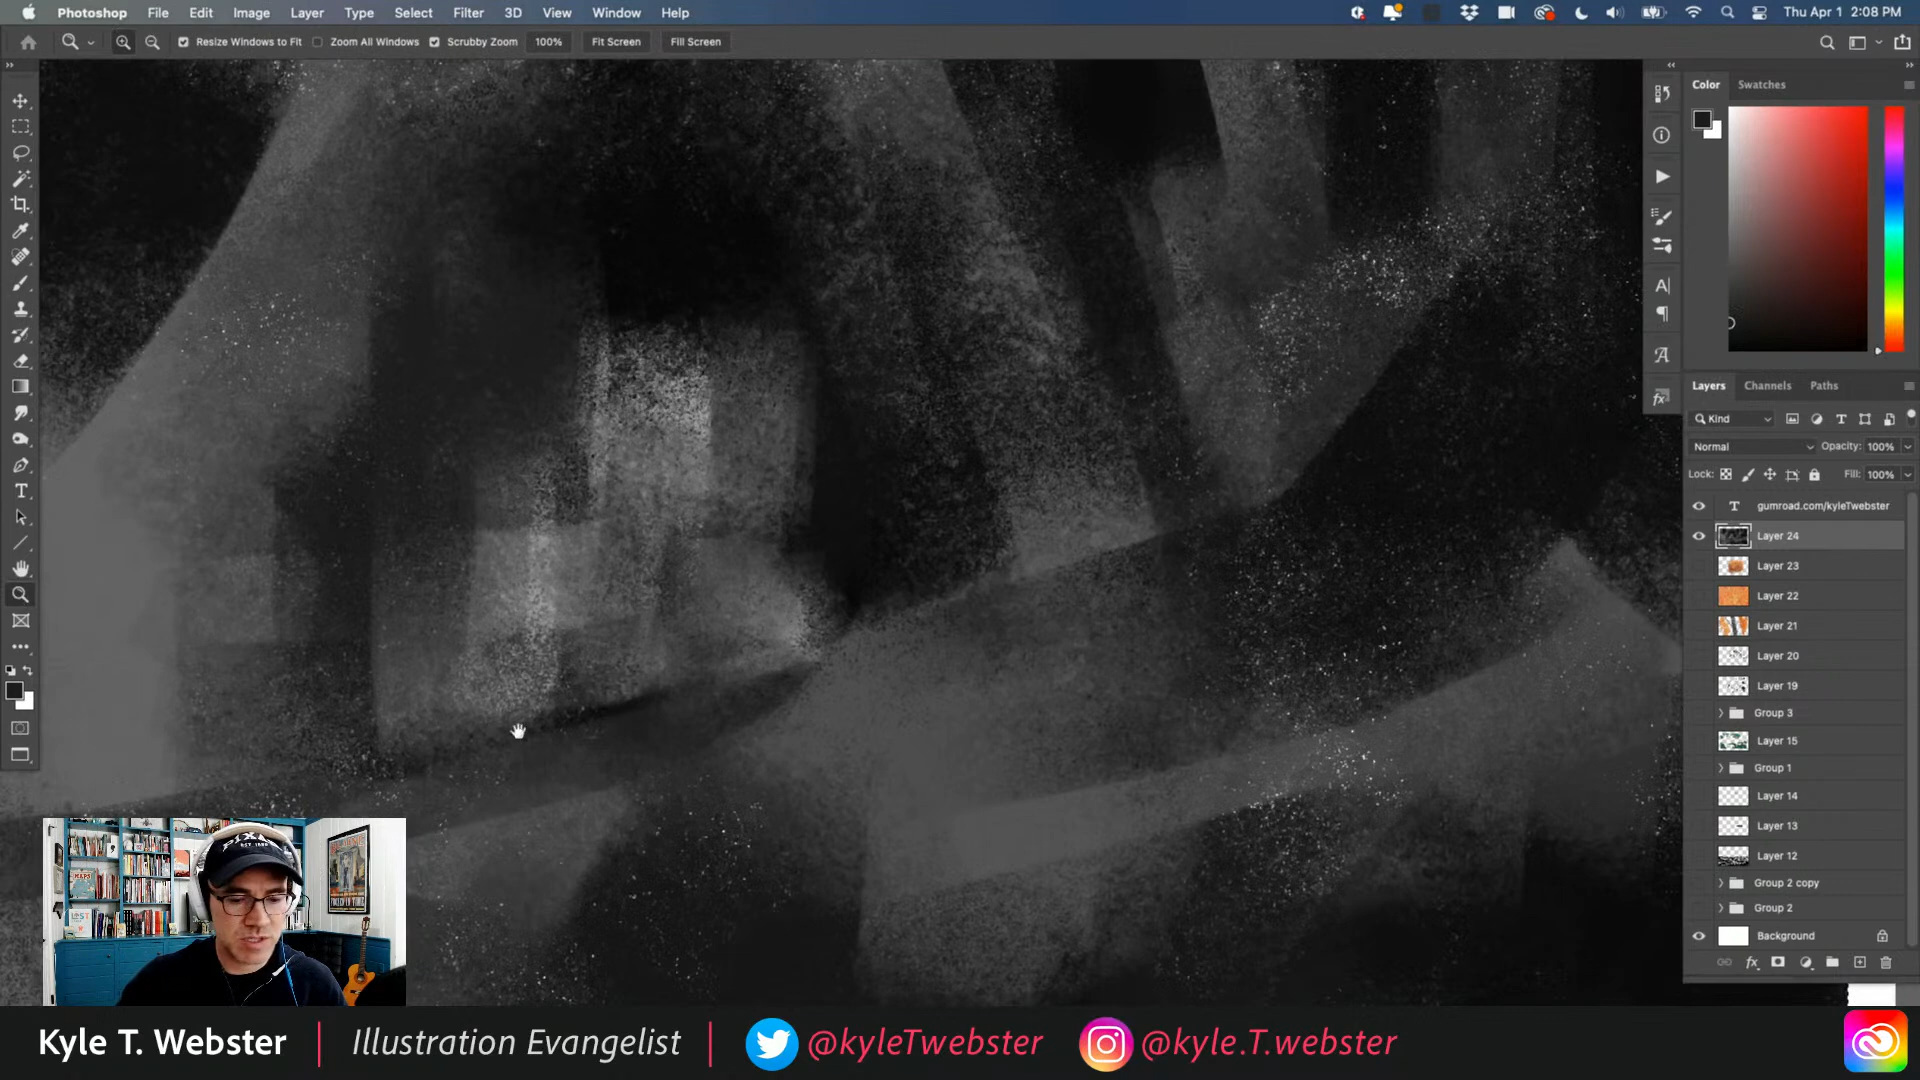 Photoshop File Edit Image Layer Type Select Filter 3D View Window Help
Thu Apr 1 2:08 PM
Resize Windows to Fit Zoom All Windows Scrubby Zoom 100% Fit Screen Fill Screen
Color Swatches
Layers Channels Paths
Kind
Normal Opacity: 100%
Lock: Fill: 100%
T gumroad.com/kyleTwebster
Layer 24
Layer 23
Layer 22
Layer 21
Layer 20
Layer 19
Group 3
Layer 15
Group 1
Layer 14
Layer 13
Layer 12
Group 2 copy
Group 2
Background
Kyle T. Webster | Illustration Evangelist | @kyleTwebster @kyle.T.webster